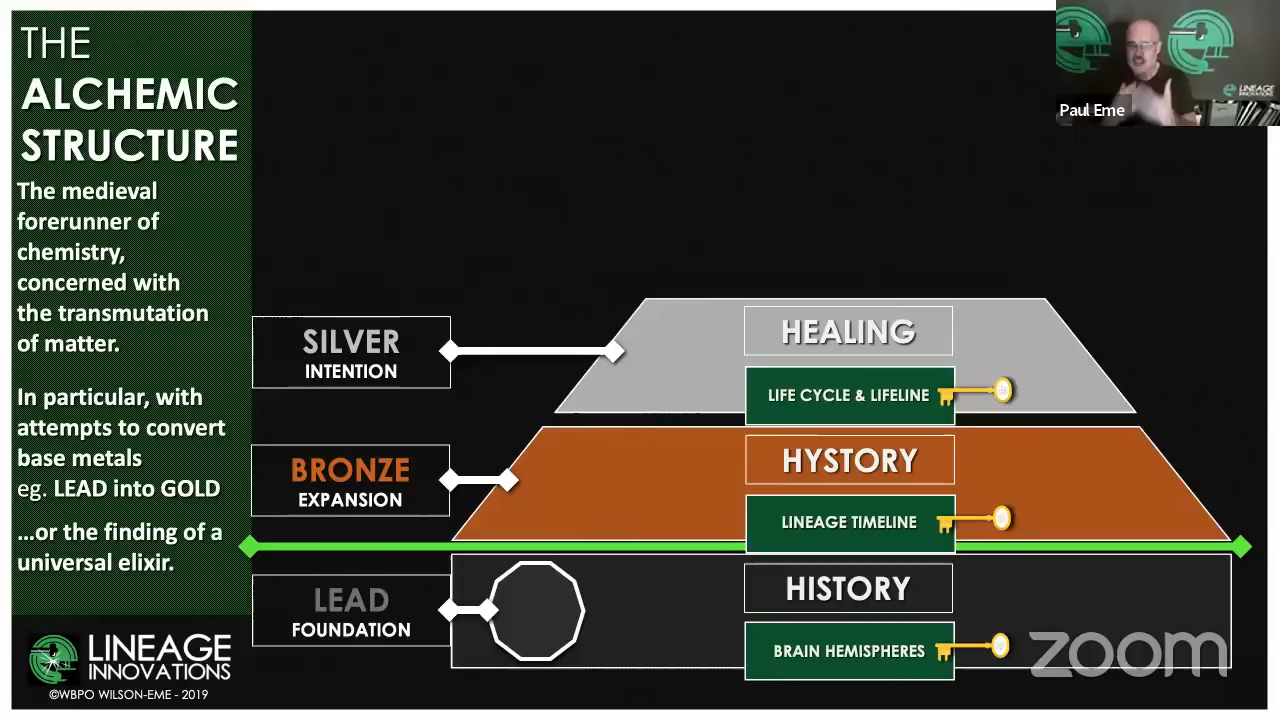 THE
ALCHEMIC
STRUCTURE
The medieval
forerunner of
chemistry,
concerned with
the transmutation
of matter.
In particular, with
attempts to convert
base metals
eg. LEAD into GOLD
...or the finding of a
universal elixir.
LINEAGE
INNOVATIONS
©WBPO WILSON-EME - 2019
SILVER
INTENTION
BRONZE
EXPANSION
LEAD
FOUNDATION
HEALING
LIFE CYCLE & LIFELINE
HYSTORY
LINEAGE TIMELINE
HISTORY
BRAIN HEMISPHERES
LINEAGE
INNOVATIONS
Paul Eme
zoom